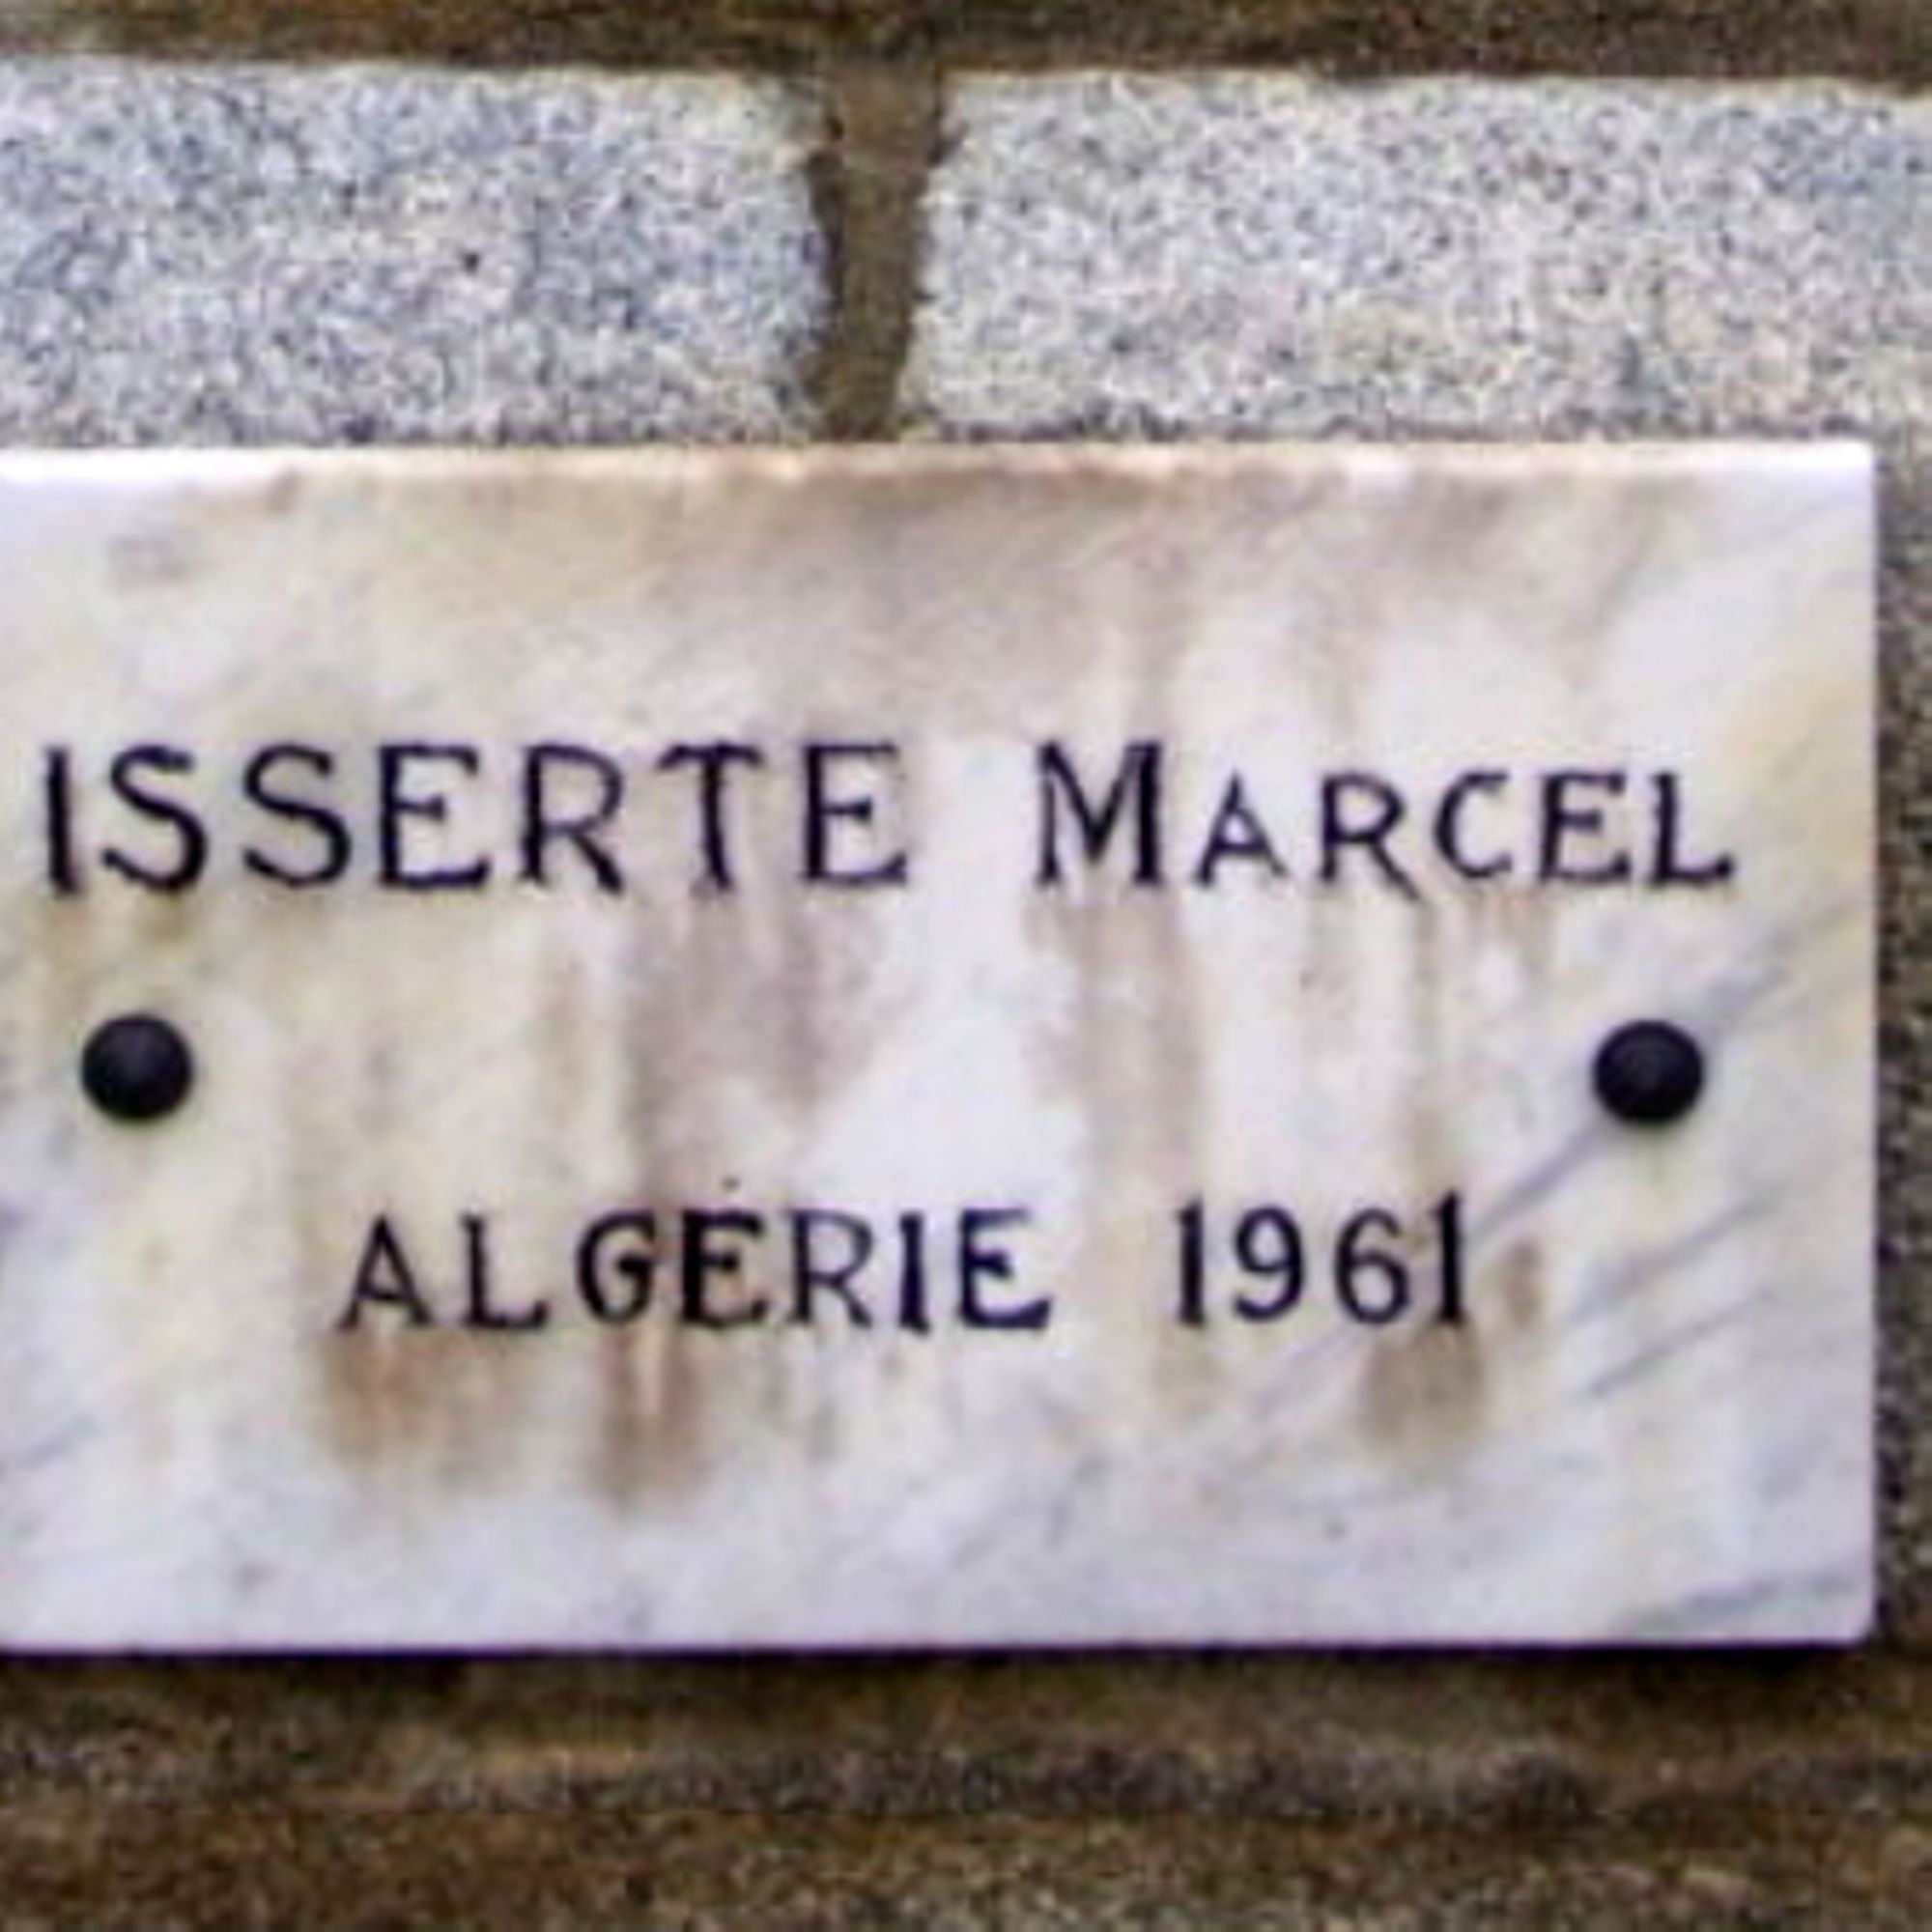 ISSERTE MARCEL
ALGÉRIE 1961